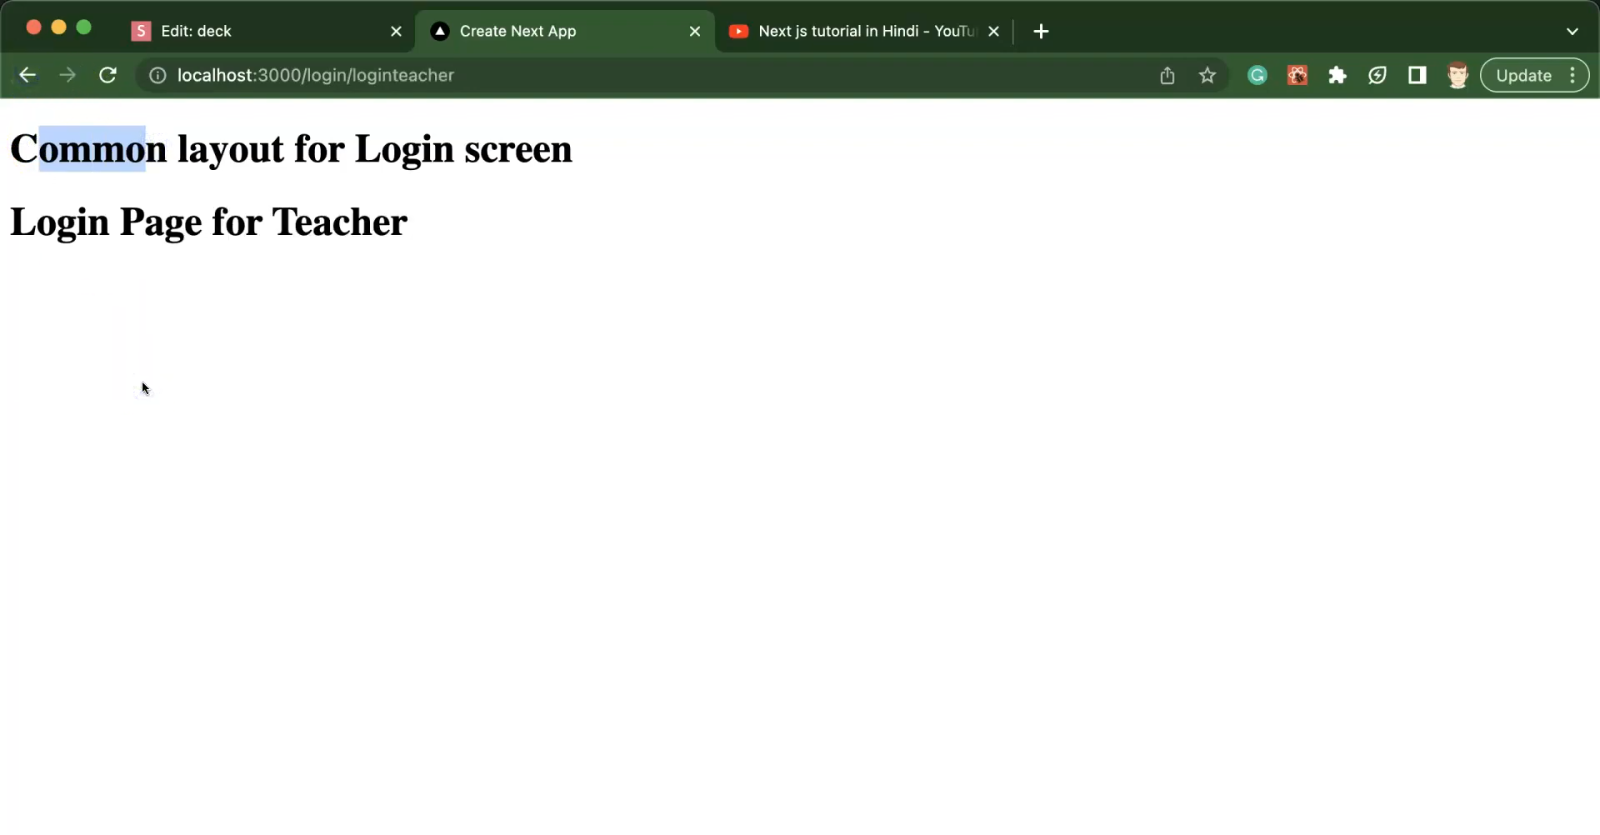 S Edit: deck
Create Next App
Next js tutorial in Hindi - YouTu
localhost:3000/login/loginteacher
Update
Common layout for Login screen
Login Page for Teacher